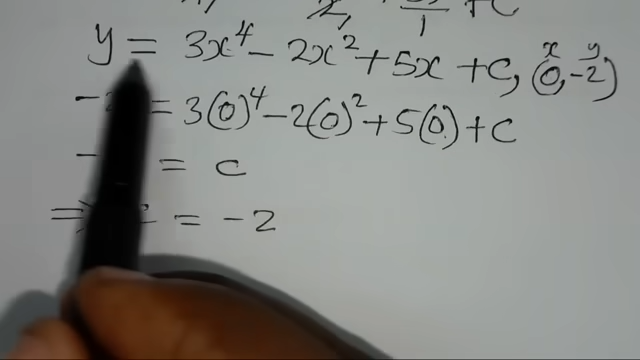 + C
y = 3x⁴ - 2x² + 5x + C, (0, -2)
x y
= 3(0)⁴ - 2(0)² + 5(0) + C
- = C
⇒ = -2